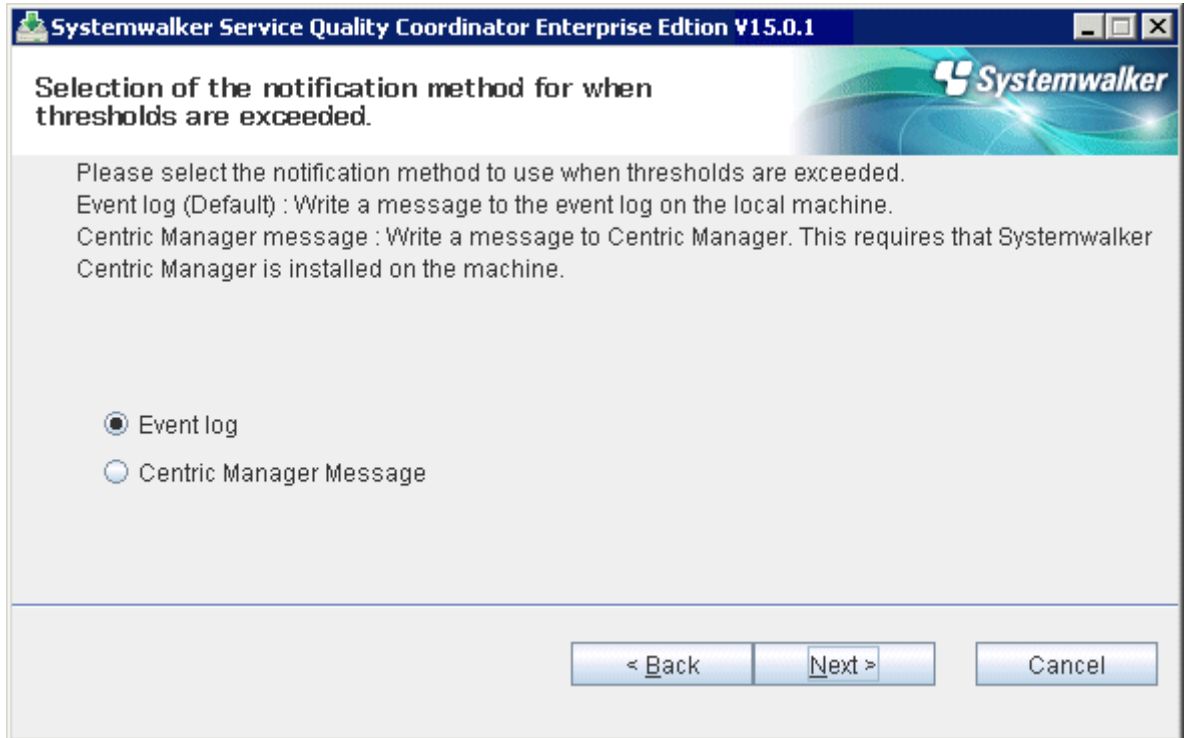 Systemwalker Service Quality Coordinator Enterprise Edtion V15.0.1
Selection of the notification method for when
thresholds are exceeded.
Systemwalker
Please select the notification method to use when thresholds are exceeded.
Event log (Default) : Write a message to the event log on the local machine.
Centric Manager message : Write a message to Centric Manager. This requires that Systemwalker
Centric Manager is installed on the machine.
Event log
Centric Manager Message
< Back
Next >
Cancel